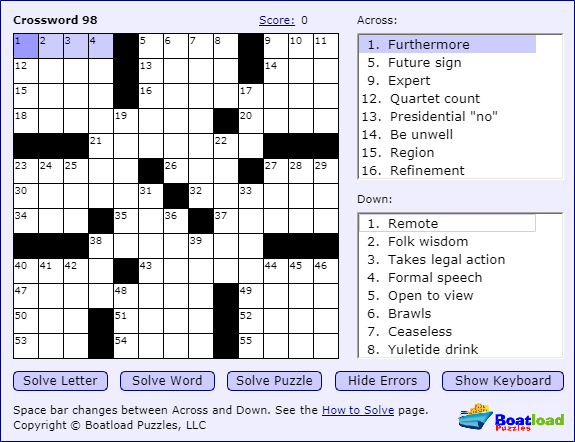 Crossword 98
Score: 0
1 2 3 4 5 6 7 8 9 10 11
12 13 14
15 16 17
18 19 20
21 22
23 24 25 26 27 28 29
30 31 32 33
34 35 36 37
38 39
40 41 42 43 44 45 46
47 48 49
50 51 52
53 54 55
Across:
1. Furthermore
5. Future sign
9. Expert
12. Quartet count
13. Presidential "no"
14. Be unwell
15. Region
16. Refinement
Down:
1. Remote
2. Folk wisdom
3. Takes legal action
4. Formal speech
5. Open to view
6. Brawls
7. Ceaseless
8. Yuletide drink
Solve Letter Solve Word Solve Puzzle Hide Errors Show Keyboard
Space bar changes between Across and Down. See the How to Solve page.
Copyright © Boatload Puzzles, LLC
Boatload
Puzzles